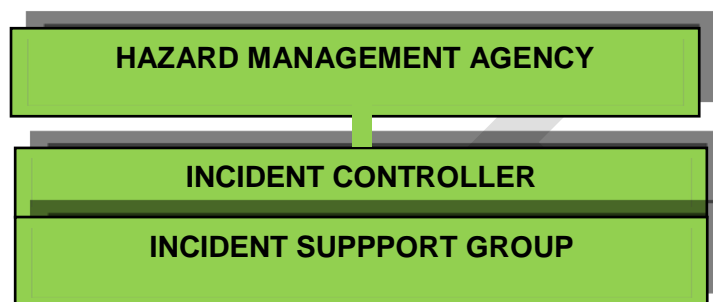 HAZARD MANAGEMENT AGENCY
INCIDENT CONTROLLER
INCIDENT SUPPPORT GROUP